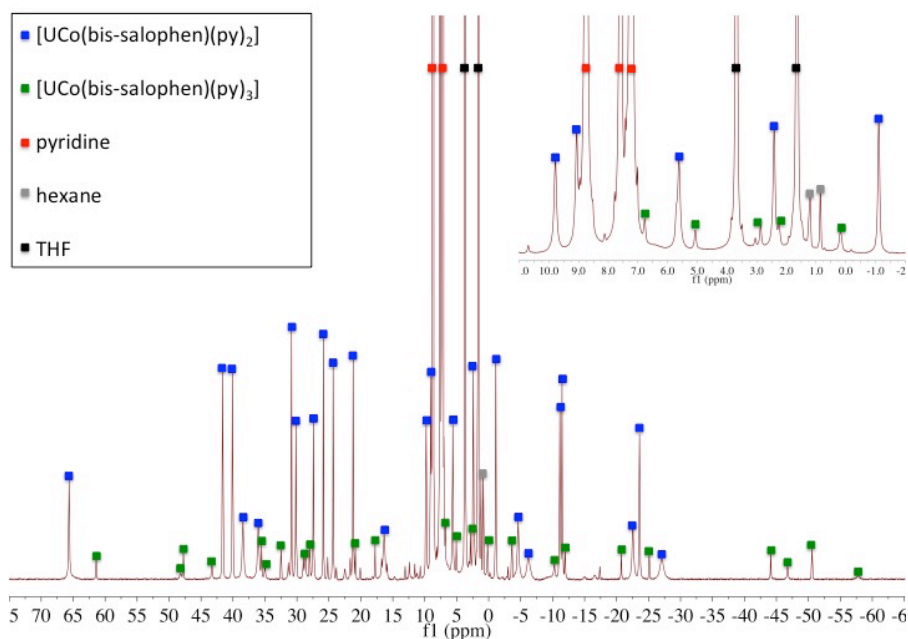 [UCo(bis-salophen)(py)2]
[UCo(bis-salophen)(py)3]
pyridine
hexane
THF
.0 10.0 9.0 8.0 7.0 6.0 5.0 4.0 3.0 2.0 1.0 0.0 -1.0 -2
f1 (ppm)
75 70 65 60 55 50 45 40 35 30 25 20 15 10 5 0 -5 -10 -15 -20 -25 -30 -35 -40 -45 -50 -55 -60 -65
f1 (ppm)